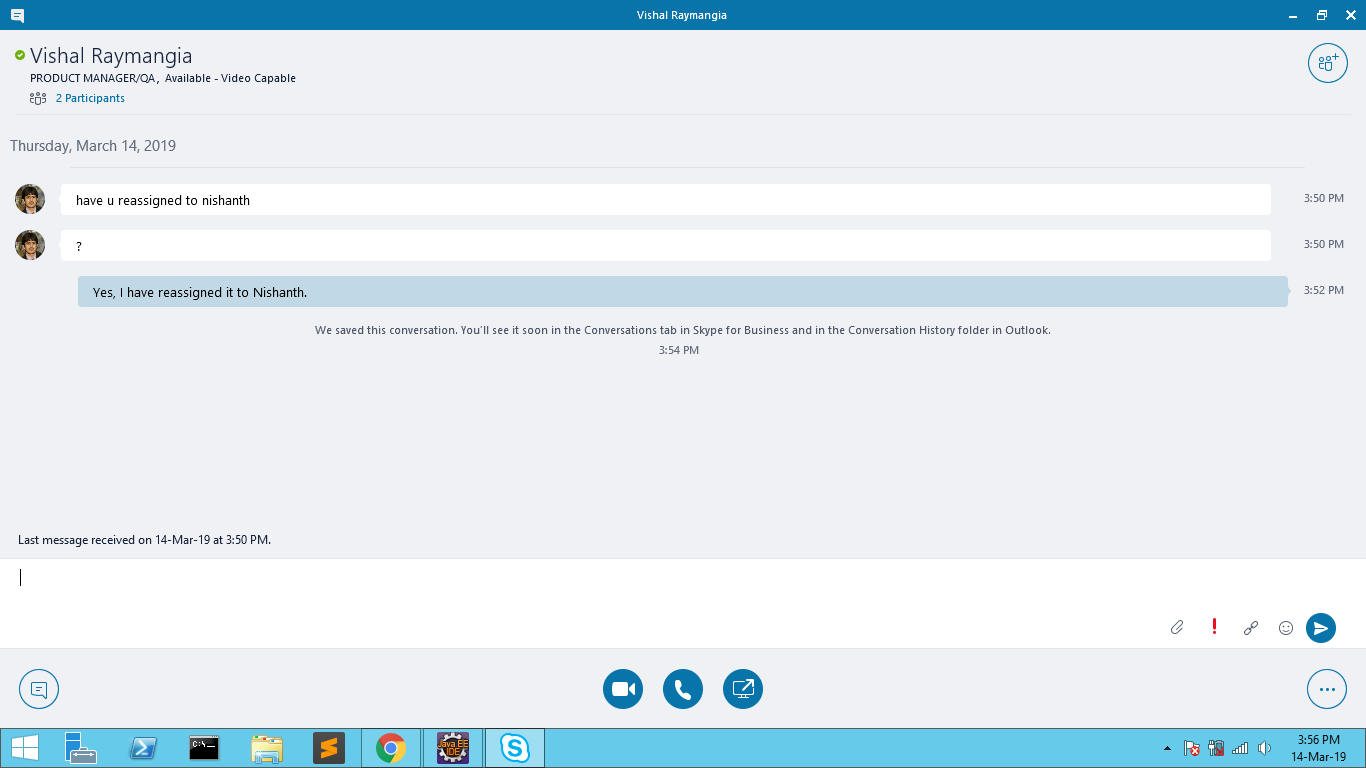 Vishal Raymangia
Vishal Raymangia
PRODUCT MANAGER/QA, Available - Video Capable
2 Participants
Thursday, March 14, 2019
have u reassigned to nishanth
3:50 PM
?
3:50 PM
Yes, I have reassigned it to Nishanth.
3:52 PM
We saved this conversation. You'll see it soon in the Conversations tab in Skype for Business and in the Conversation History folder in Outlook.
3:54 PM
Last message received on 14-Mar-19 at 3:50 PM.
C:\_
Java EE
IDE
3:56 PM
14-Mar-19